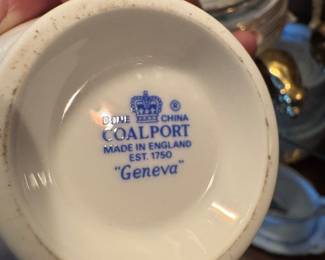 BONE CHINA ®
COALPORT
MADE IN ENGLAND
EST. 1750
"Geneva"